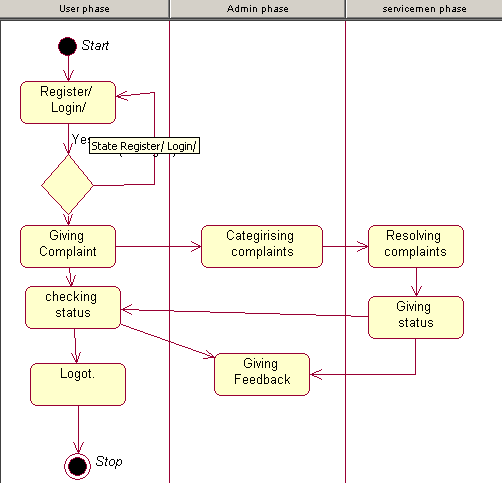 User phase
Admin phase
servicemen phase
Start
Register/
Login/
Yes
State Register/ Login/
Giving
Complaint
Categirising
complaints
Resolving
complaints
checking
status
Giving
status
Giving
Feedback
Logot.
Stop